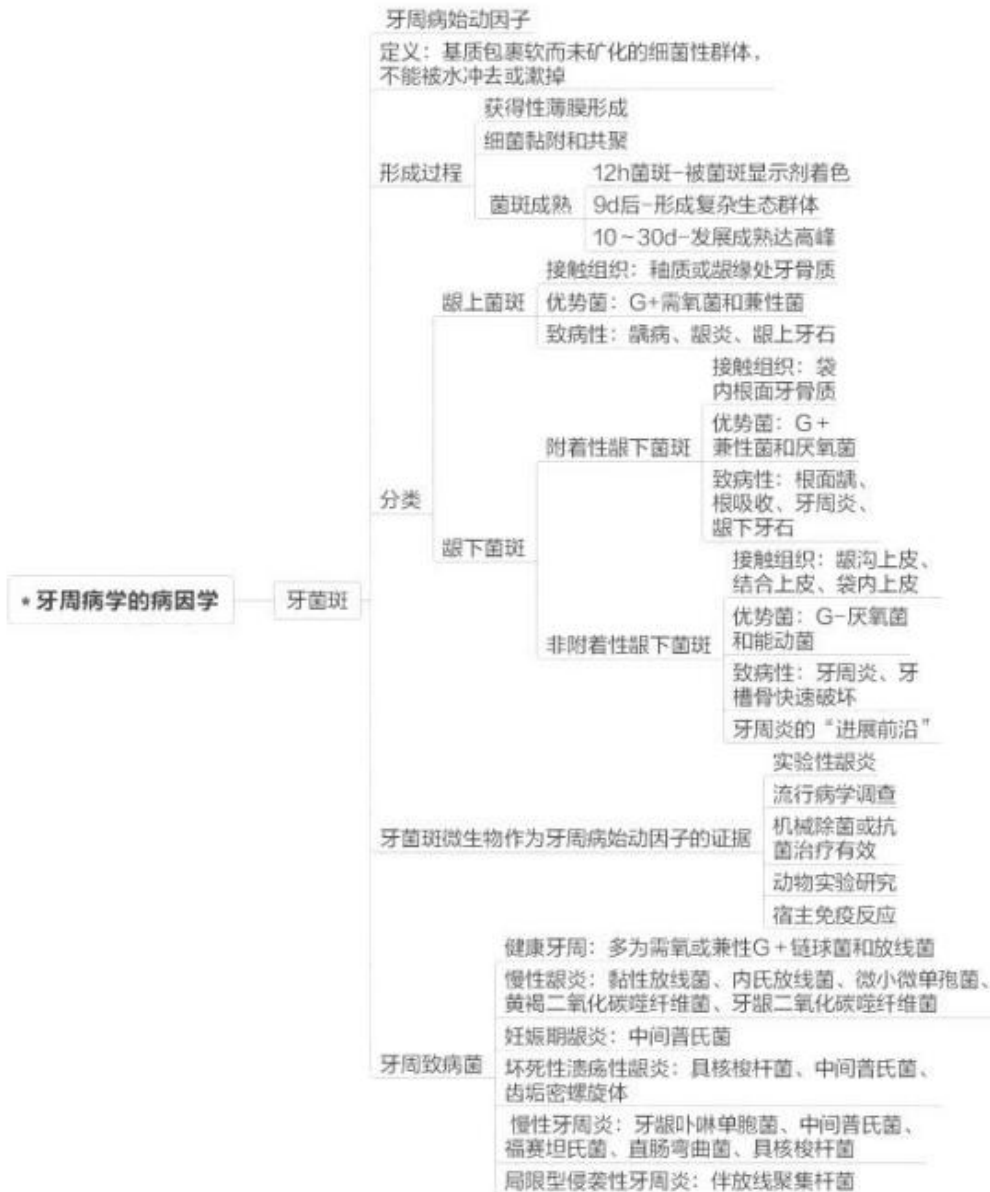 牙周病始动因子
定义：基质包裹软而未矿化的细菌性群体，
不能被水冲去或漱掉
获得性薄膜形成
细菌黏附和共聚
形成过程
12h菌斑-被菌斑显示剂着色
菌斑成熟
9d后-形成复杂生态群体
10～30d-发展成熟达高峰
接触组织：釉质或龈缘处牙骨质
龈上菌斑
优势菌：G+需氧菌和兼性菌
致病性：龋病、龈炎、龈上牙石
接触组织：袋
内根面牙骨质
优势菌：G+
兼性菌和厌氧菌
附着性龈下菌斑
致病性：根面龋、
根吸收、牙周炎、
龈下牙石
分类
龈下菌斑
接触组织：龈沟上皮、
结合上皮、袋内上皮
*牙周病学的病因学
牙菌斑
优势菌：G-厌氧菌
和能动菌
非附着性龈下菌斑
致病性：牙周炎、牙
槽骨快速破坏
牙周炎的“进展前沿”
实验性龈炎
流行病学调查
牙菌斑微生物作为牙周病始动因子的证据
机械除菌或抗
菌治疗有效
动物实验研究
宿主免疫反应
健康牙周：多为需氧或兼性G+链球菌和放线菌
慢性龈炎：黏性放线菌、内氏放线菌、微小微单孢菌、
黄褐二氧化碳噬纤维菌、牙龈二氧化碳噬纤维菌
妊娠期龈炎：中间普氏菌
牙周致病菌
坏死性溃疡性龈炎：具核梭杆菌、中间普氏菌、
齿垢密螺旋体
慢性牙周炎：牙龈卟啉单胞菌、中间普氏菌、
福赛坦氏菌、直肠弯曲菌、具核梭杆菌
局限型侵袭性牙周炎：伴放线聚集杆菌